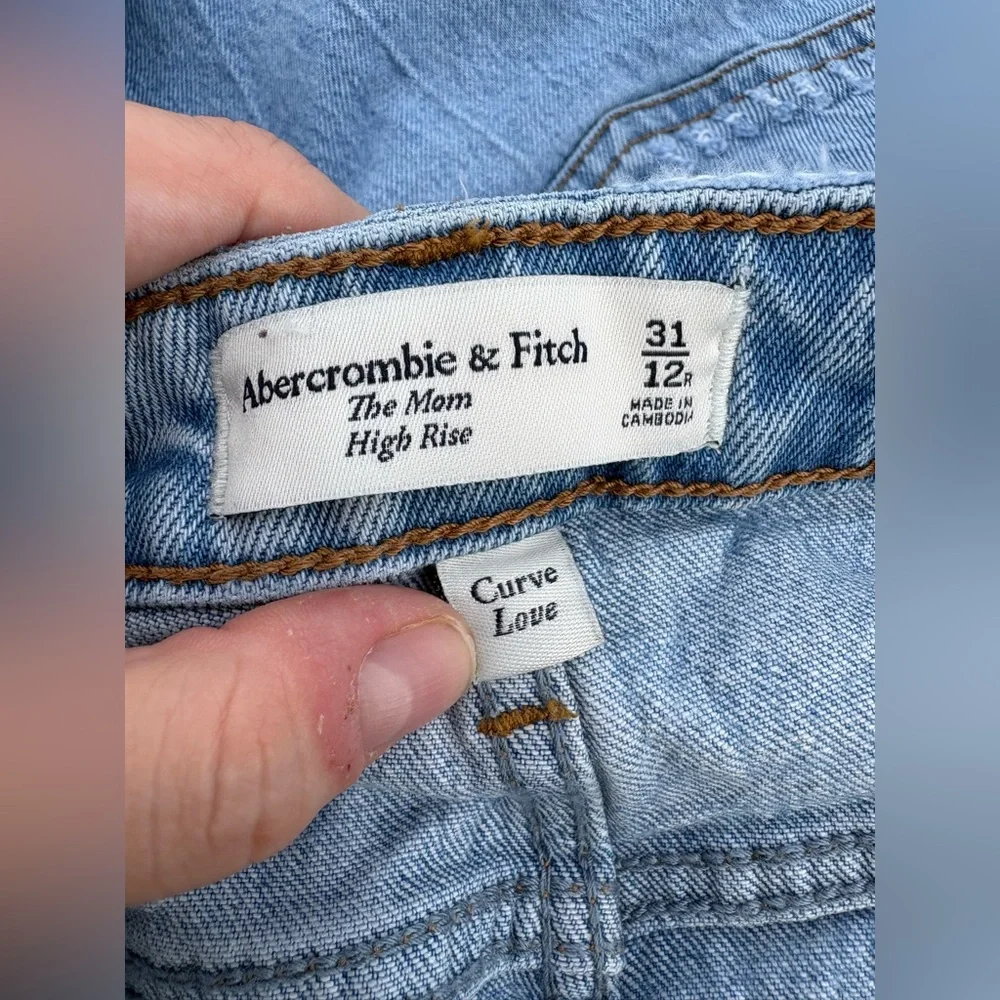 Abercrombie & Fitch
The Mom
High Rise
31
12R
MADE IN
CAMBODIA
Curve
Love